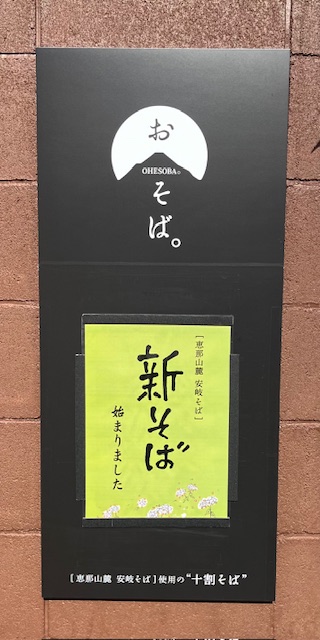 お
OHESOBA。
そば。
[恵那山麓 安岐そば]
新そば
始まりました
[恵那山麓 安岐そば]使用の“十割そば”